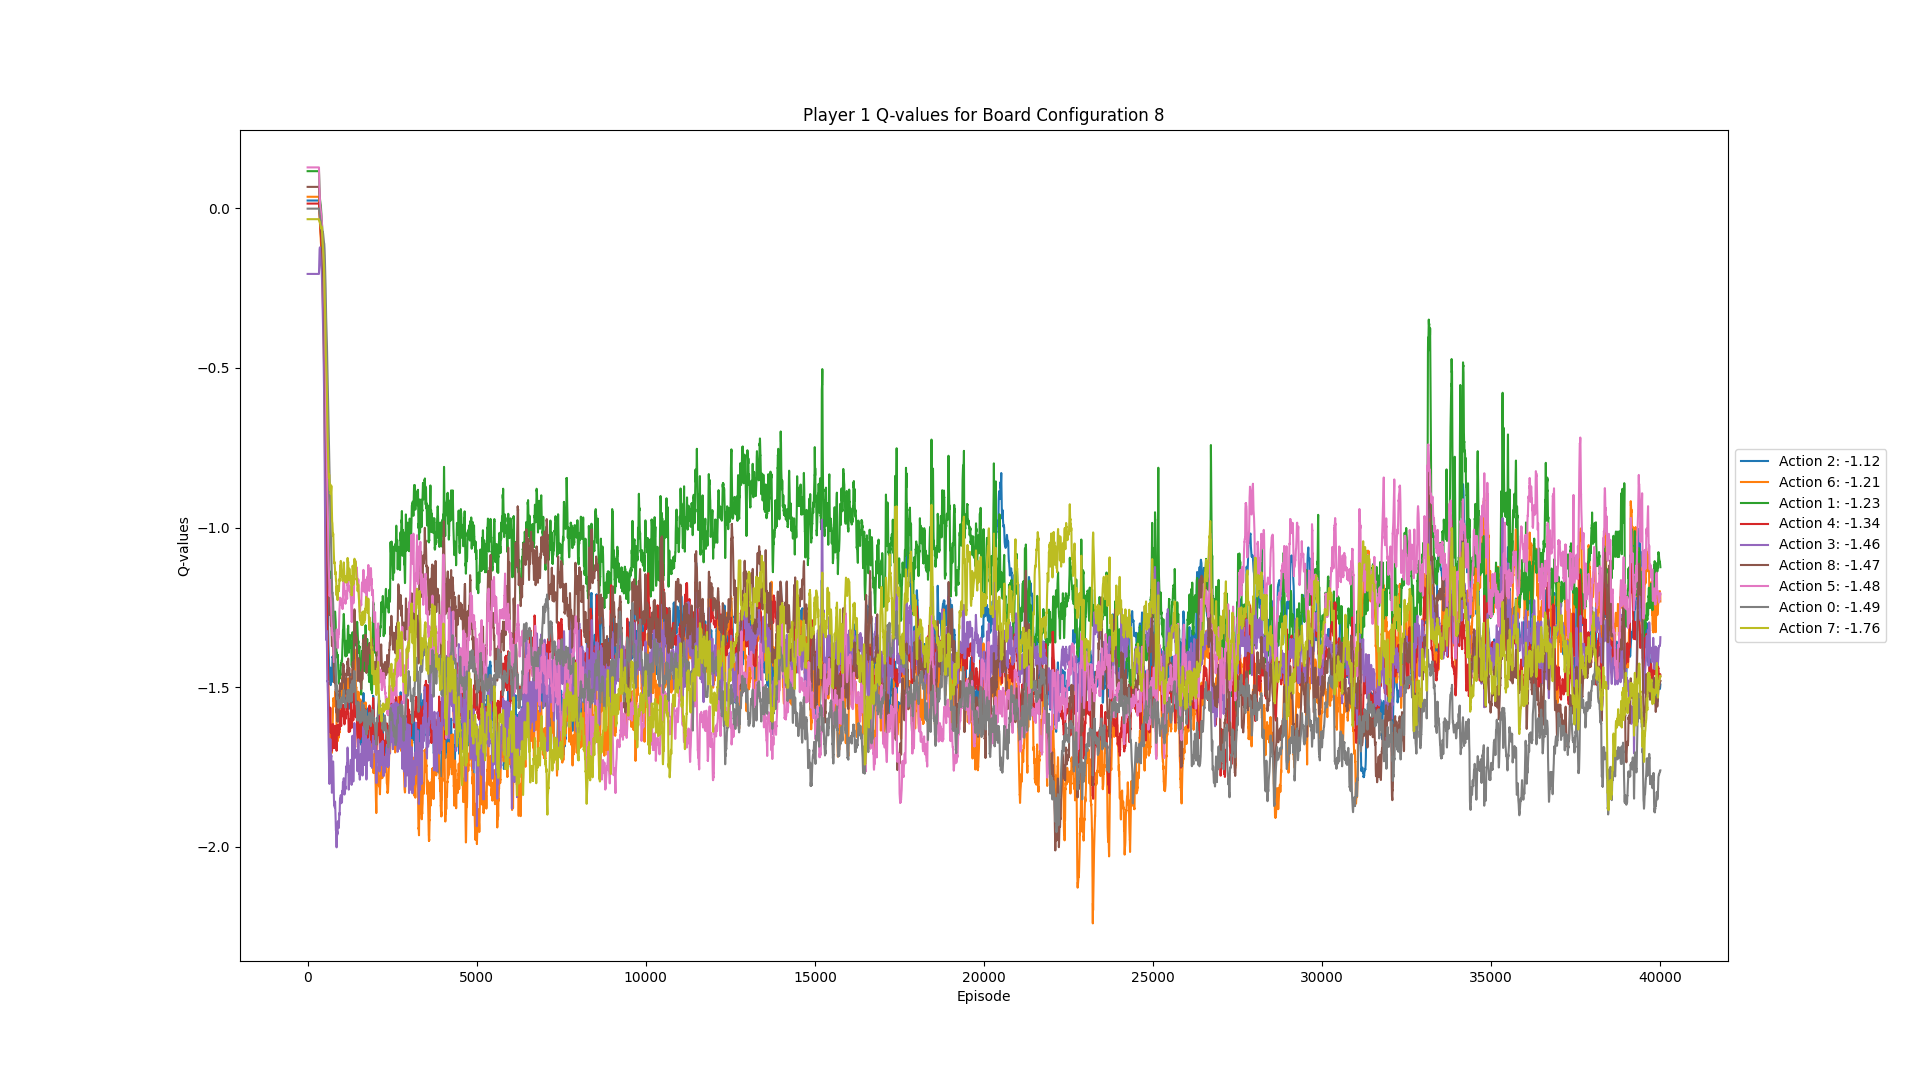 Player 1 Q-values for Board Configuration 8
Q-values
0.0
−0.5
−1.0
−1.5
−2.0
0
5000
10000
15000
20000
25000
30000
35000
40000
Episode
Action 2: -1.12
Action 6: -1.21
Action 1: -1.23
Action 4: -1.34
Action 3: -1.46
Action 8: -1.47
Action 5: -1.48
Action 0: -1.49
Action 7: -1.76